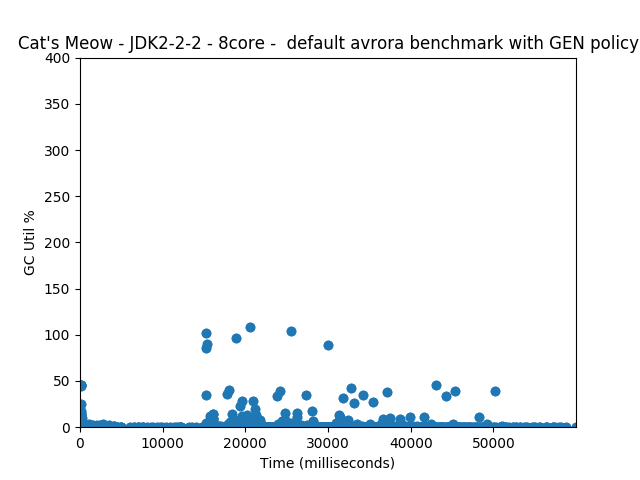 Cat's Meow - JDK2-2-2 - 8core -  default avrora benchmark with GEN policy
400
350
300
250
200
150
100
50
0
GC Util %
0 10000 20000 30000 40000 50000
Time (milliseconds)